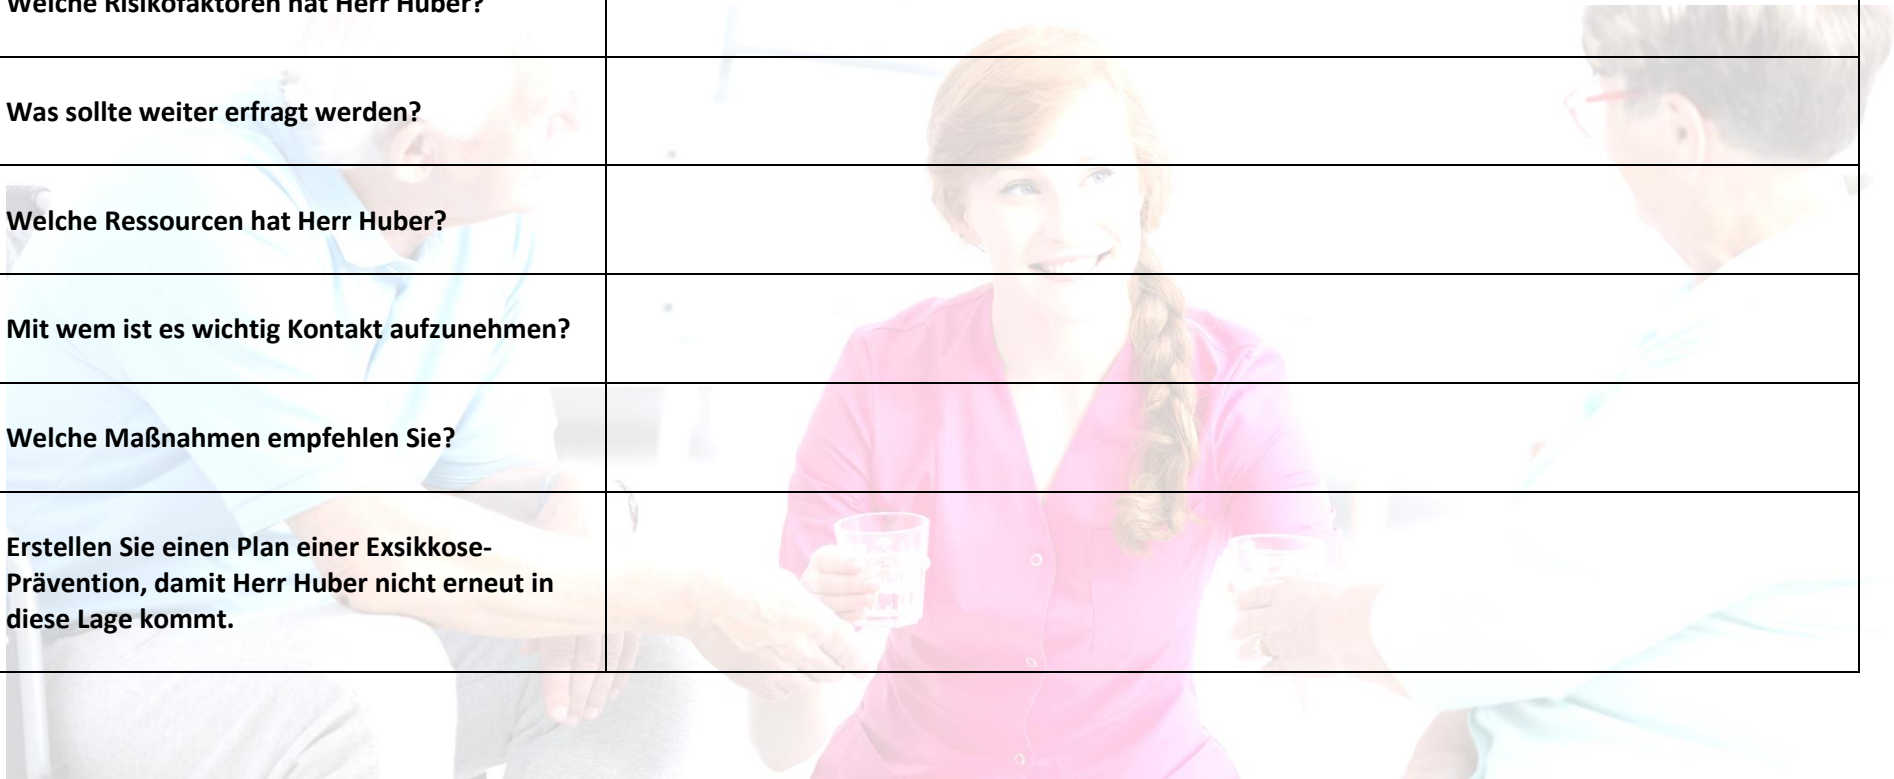 Welche Risikofaktoren hat Herr Huber?
Was sollte weiter erfragt werden?
Welche Ressourcen hat Herr Huber?
Mit wem ist es wichtig Kontakt aufzunehmen?
Welche Maßnahmen empfehlen Sie?
Erstellen Sie einen Plan einer Exsikkose-
Prävention, damit Herr Huber nicht erneut in
diese Lage kommt.